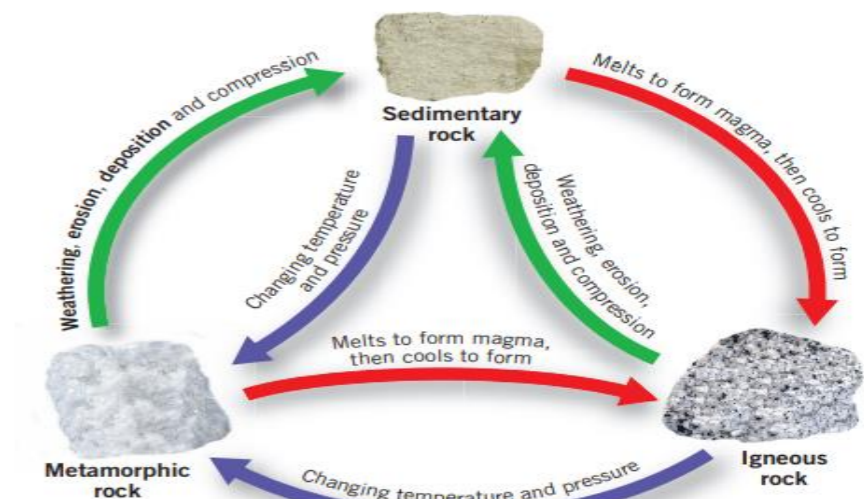 Sedimentary
rock
Melts to form magma, then cools to form
Weathering, erosion, deposition and compression
Changing temperature
and pressure
Weathering, erosion,
deposition and compression
Melts to form magma,
then cools to form
Metamorphic
rock
Igneous
rock
Changing temperature and pressure